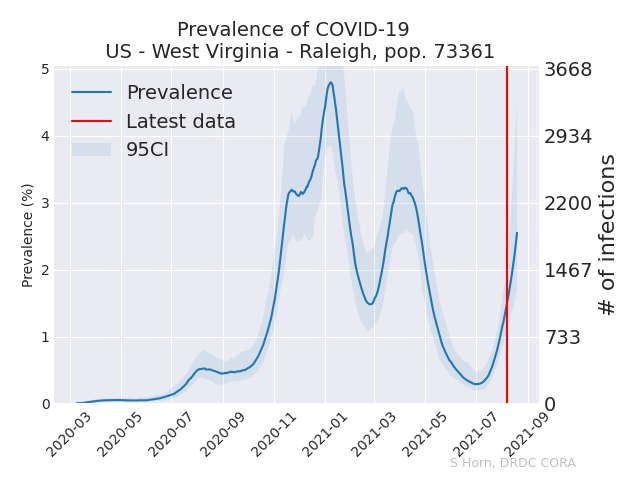 Prevalence of COVID-19
US - West Virginia - Raleigh, pop. 73361
Prevalence
Latest data
95CI
Prevalence (%)
5
4
3
2
1
0
3668
2934
2200
1467
733
0
# of infections
2020-03
2020-05
2020-07
2020-09
2020-11
2021-01
2021-03
2021-05
2021-07
2021-09
S Horn, DRDC CORA